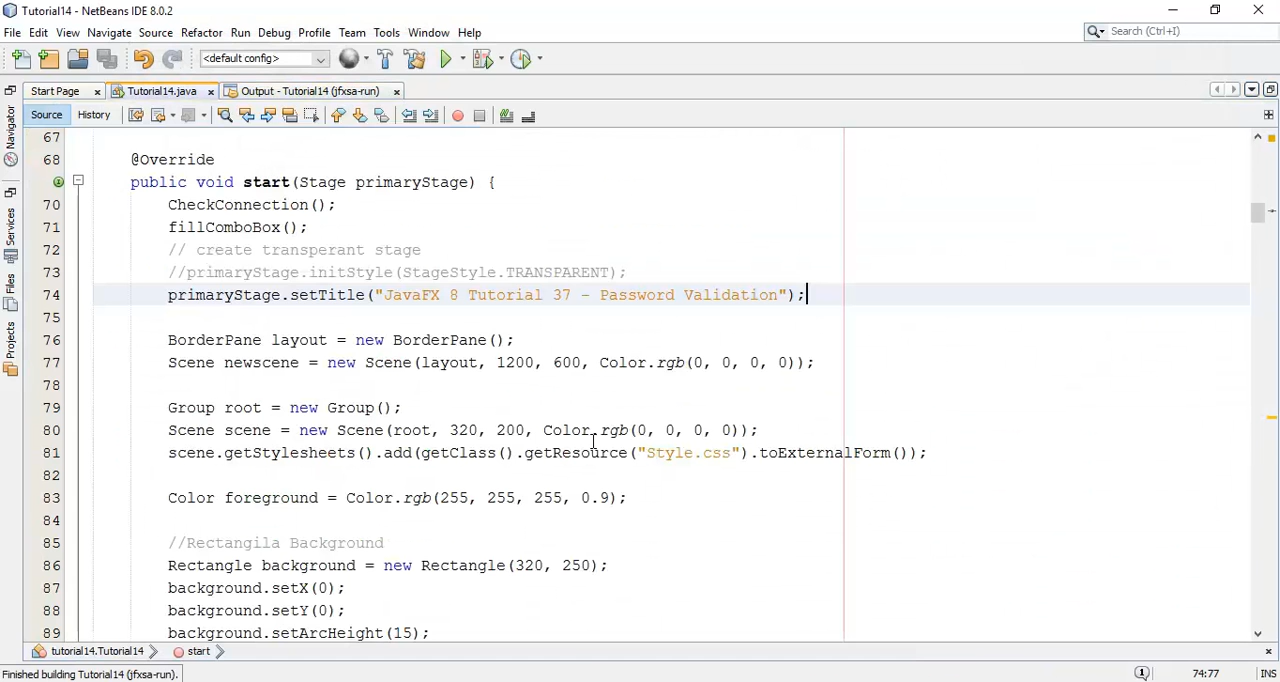 Tutorial14 - NetBeans IDE 8.0.2
File Edit View Navigate Source Refactor Run Debug Profile Team Tools Window Help
Search (Ctrl+I)
<default config>
Start Page Tutorial14.java Output - Tutorial14 (jfxsa-run)
Source History
Navigator
Services
Files
Projects
67
68 @Override
public void start(Stage primaryStage) {
70 CheckConnection();
71 fillComboBox();
72 // create transperant stage
73 //primaryStage.initStyle(StageStyle.TRANSPARENT);
74 primaryStage.setTitle("JavaFX 8 Tutorial 37 - Password Validation");
75
76 BorderPane layout = new BorderPane();
77 Scene newscene = new Scene(layout, 1200, 600, Color.rgb(0, 0, 0, 0));
78
79 Group root = new Group();
80 Scene scene = new Scene(root, 320, 200, Color.rgb(0, 0, 0, 0));
81 scene.getStylesheets().add(getClass().getResource("Style.css").toExternalForm());
82
83 Color foreground = Color.rgb(255, 255, 255, 0.9);
84
85 //Rectangila Background
86 Rectangle background = new Rectangle(320, 250);
87 background.setX(0);
88 background.setY(0);
89 background.setArcHeight(15);
tutorial14.Tutorial14 start
Finished building Tutorial14 (jfxsa-run). 1 74:77 INS